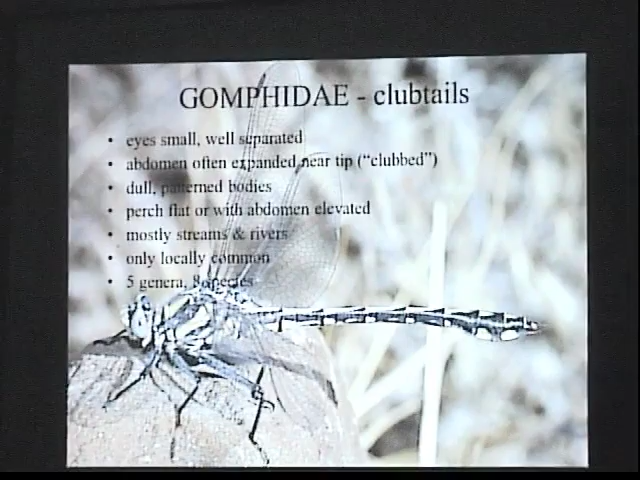 GOMPHIDAE - clubtails
• eyes small, well separated
• abdomen often expanded near tip ("clubbed")
• dull, patterned bodies
• perch flat or with abdomen elevated
• mostly streams & rivers
• only locally common
• 5 genera, 8 species